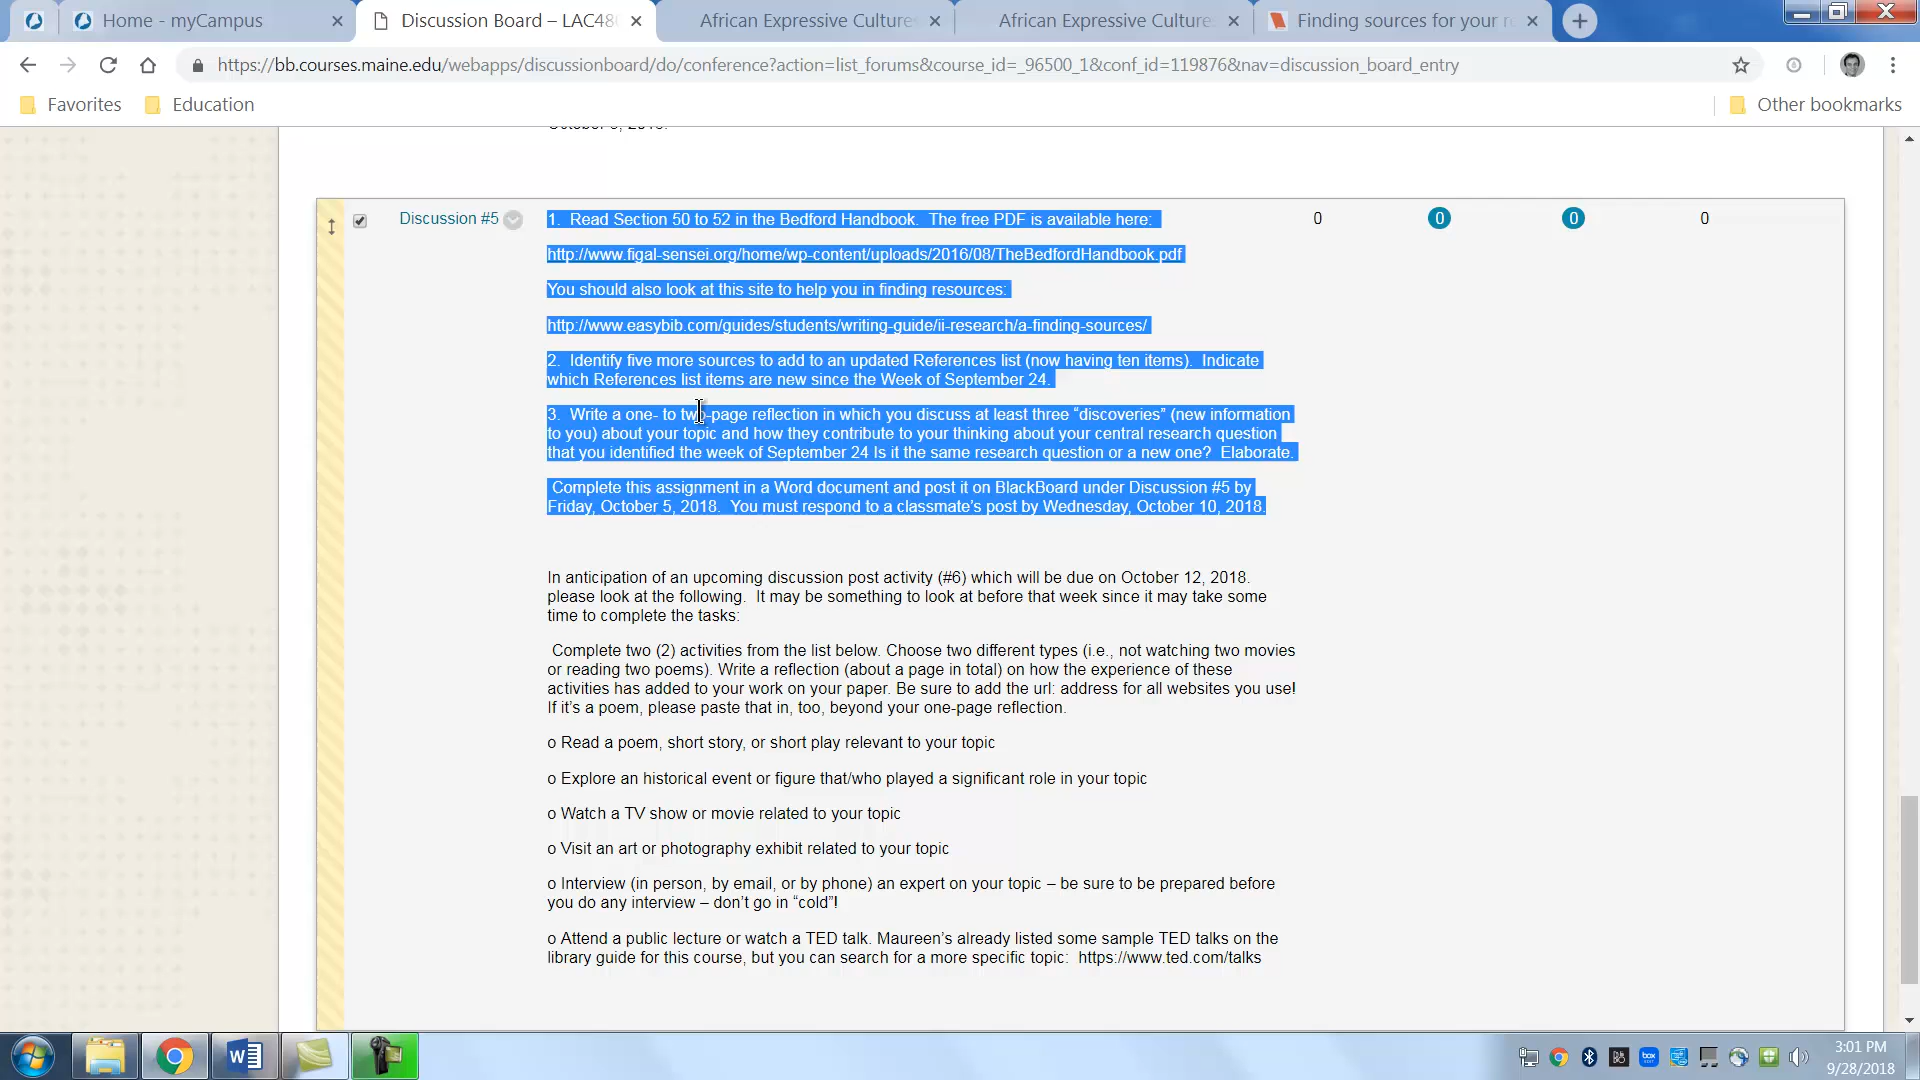 Home - myCampus
Discussion Board – LAC48
African Expressive Cultures
African Expressive Cultures
Finding sources for your r
https://bb.courses.maine.edu/webapps/discussionboard/do/conference?action=list_forums&course_id=_96500_1&conf_id=119876&nav=discussion_board_entry
Favorites
Education
Other bookmarks
Discussion #5
1.  Read Section 50 to 52 in the Bedford Handbook.  The free PDF is available here:
0
0
0
0
http://www.figal-sensei.org/home/wp-content/uploads/2016/08/TheBedfordHandbook.pdf
You should also look at this site to help you in finding resources:
http://www.easybib.com/guides/students/writing-guide/ii-research/a-finding-sources/
2.  Identify five more sources to add to an updated References list (now having ten items).  Indicate
which References list items are new since the Week of September 24.
3.  Write a one- to two-page reflection in which you discuss at least three “discoveries” (new information
to you) about your topic and how they contribute to your thinking about your central research question
that you identified the week of September 24 Is it the same research question or a new one?  Elaborate.
Complete this assignment in a Word document and post it on BlackBoard under Discussion #5 by
Friday, October 5, 2018.  You must respond to a classmate’s post by Wednesday, October 10, 2018.
In anticipation of an upcoming discussion post activity (#6) which will be due on October 12, 2018.
please look at the following.  It may be something to look at before that week since it may take some
time to complete the tasks:
Complete two (2) activities from the list below. Choose two different types (i.e., not watching two movies
or reading two poems). Write a reflection (about a page in total) on how the experience of these
activities has added to your work on your paper. Be sure to add the url: address for all websites you use!
If it’s a poem, please paste that in, too, beyond your one-page reflection.
o Read a poem, short story, or short play relevant to your topic
o Explore an historical event or figure that/who played a significant role in your topic
o Watch a TV show or movie related to your topic
o Visit an art or photography exhibit related to your topic
o Interview (in person, by email, or by phone) an expert on your topic – be sure to be prepared before
you do any interview – don’t go in “cold”!
o Attend a public lecture or watch a TED talk. Maureen’s already listed some sample TED talks on the
library guide for this course, but you can search for a more specific topic:  https://www.ted.com/talks
3:01 PM
9/28/2018